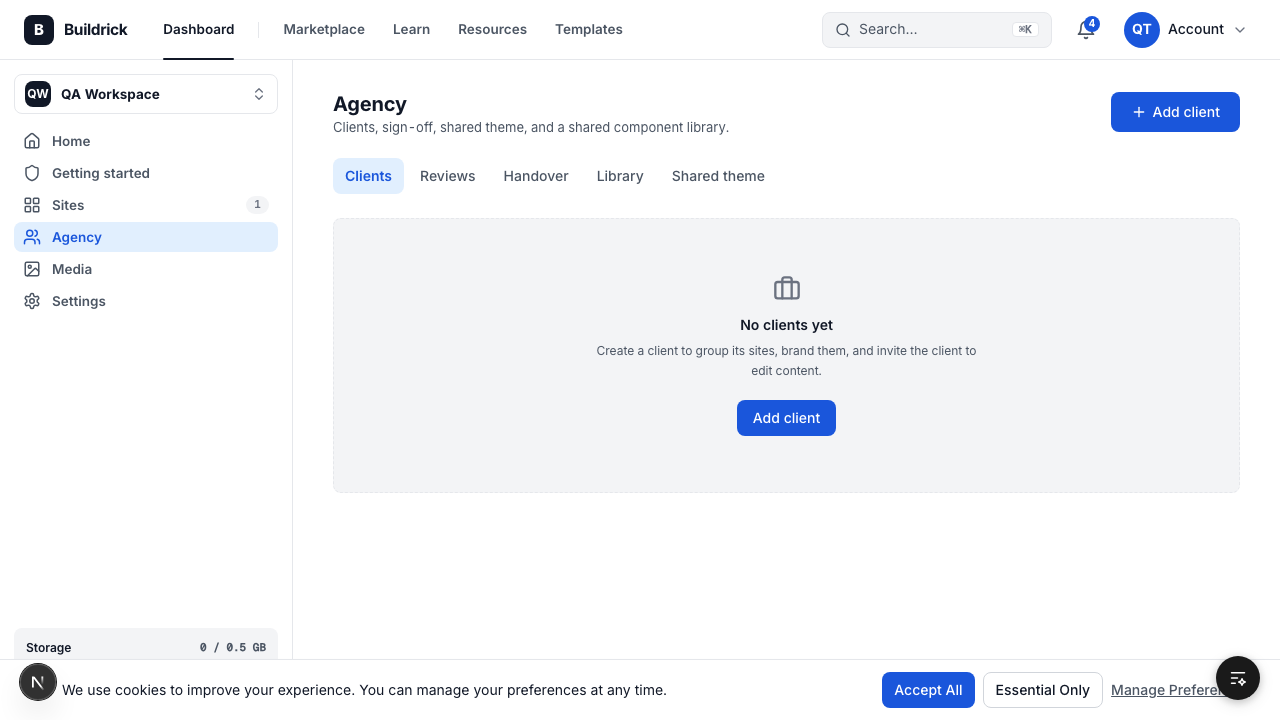 B Buildrick Dashboard Marketplace Learn Resources Templates Search... ⌘K 4 QT Account
QW QA Workspace
Home
Getting started
Sites 1
Agency
Media
Settings
Storage 0 / 0.5 GB
Agency
Clients, sign-off, shared theme, and a shared component library.
Add client
Clients Reviews Handover Library Shared theme
No clients yet
Create a client to group its sites, brand them, and invite the client to
edit content.
Add client
N
We use cookies to improve your experience. You can manage your preferences at any time.
Accept All Essential Only Manage